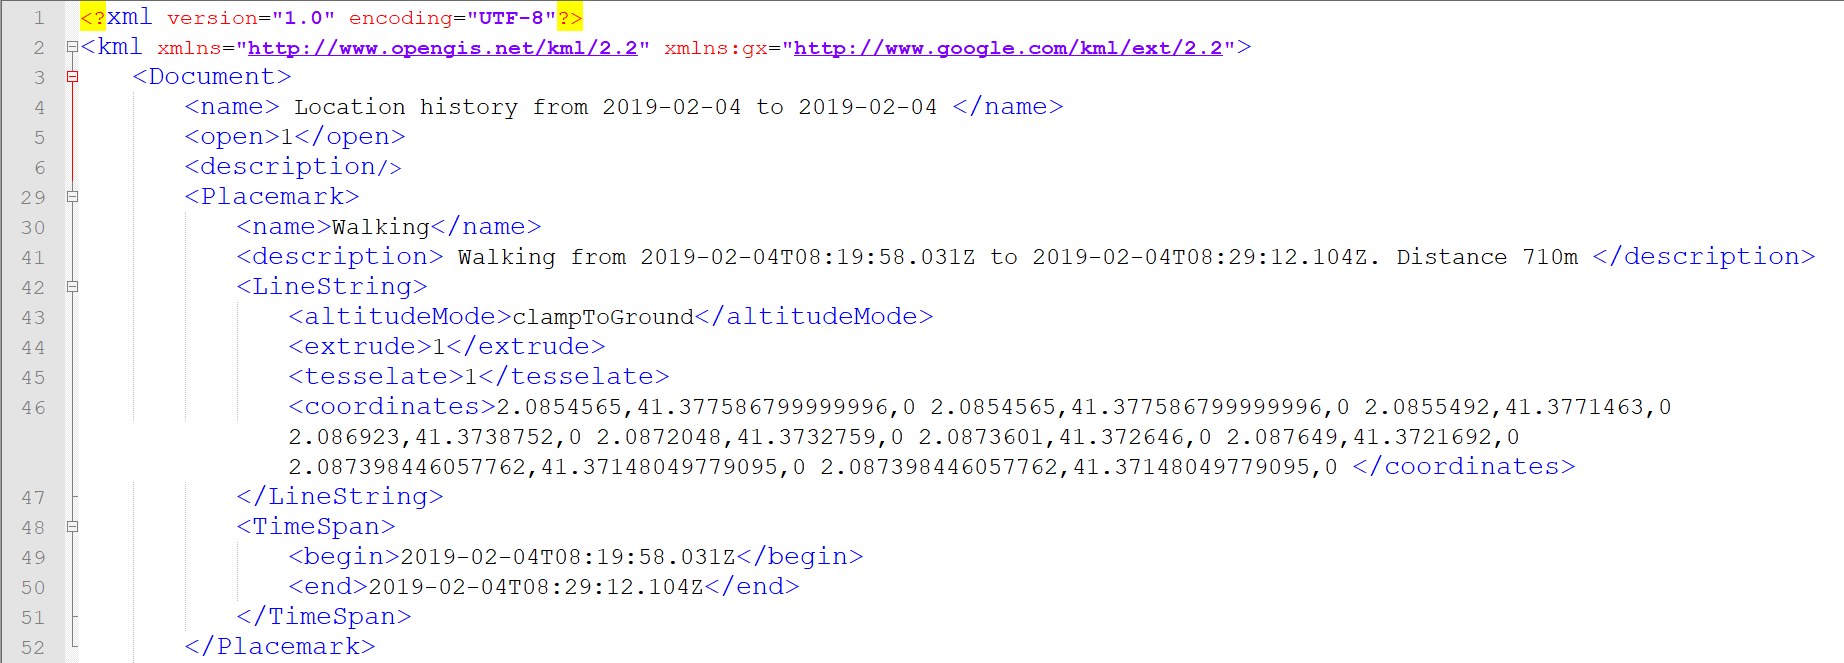 1 <?xml version="1.0" encoding="UTF-8"?>
2 <kml xmlns="http://www.opengis.net/kml/2.2" xmlns:gx="http://www.google.com/kml/ext/2.2">
3 <Document>
4 <name> Location history from 2019-02-04 to 2019-02-04 </name>
5 <open>1</open>
6 <description/>
29 <Placemark>
30 <name>Walking</name>
41 <description> Walking from 2019-02-04T08:19:58.031Z to 2019-02-04T08:29:12.104Z. Distance 710m </description>
42 <LineString>
43 <altitudeMode>clampToGround</altitudeMode>
44 <extrude>1</extrude>
45 <tesselate>1</tesselate>
46 <coordinates>2.0854565,41.377586799999996,0 2.0854565,41.377586799999996,0 2.0855492,41.3771463,0
2.086923,41.3738752,0 2.0872048,41.3732759,0 2.0873601,41.372646,0 2.087649,41.3721692,0
2.087398446057762,41.37148049779095,0 2.087398446057762,41.37148049779095,0 </coordinates>
47 </LineString>
48 <TimeSpan>
49 <begin>2019-02-04T08:19:58.031Z</begin>
50 <end>2019-02-04T08:29:12.104Z</end>
51 </TimeSpan>
52 </Placemark>